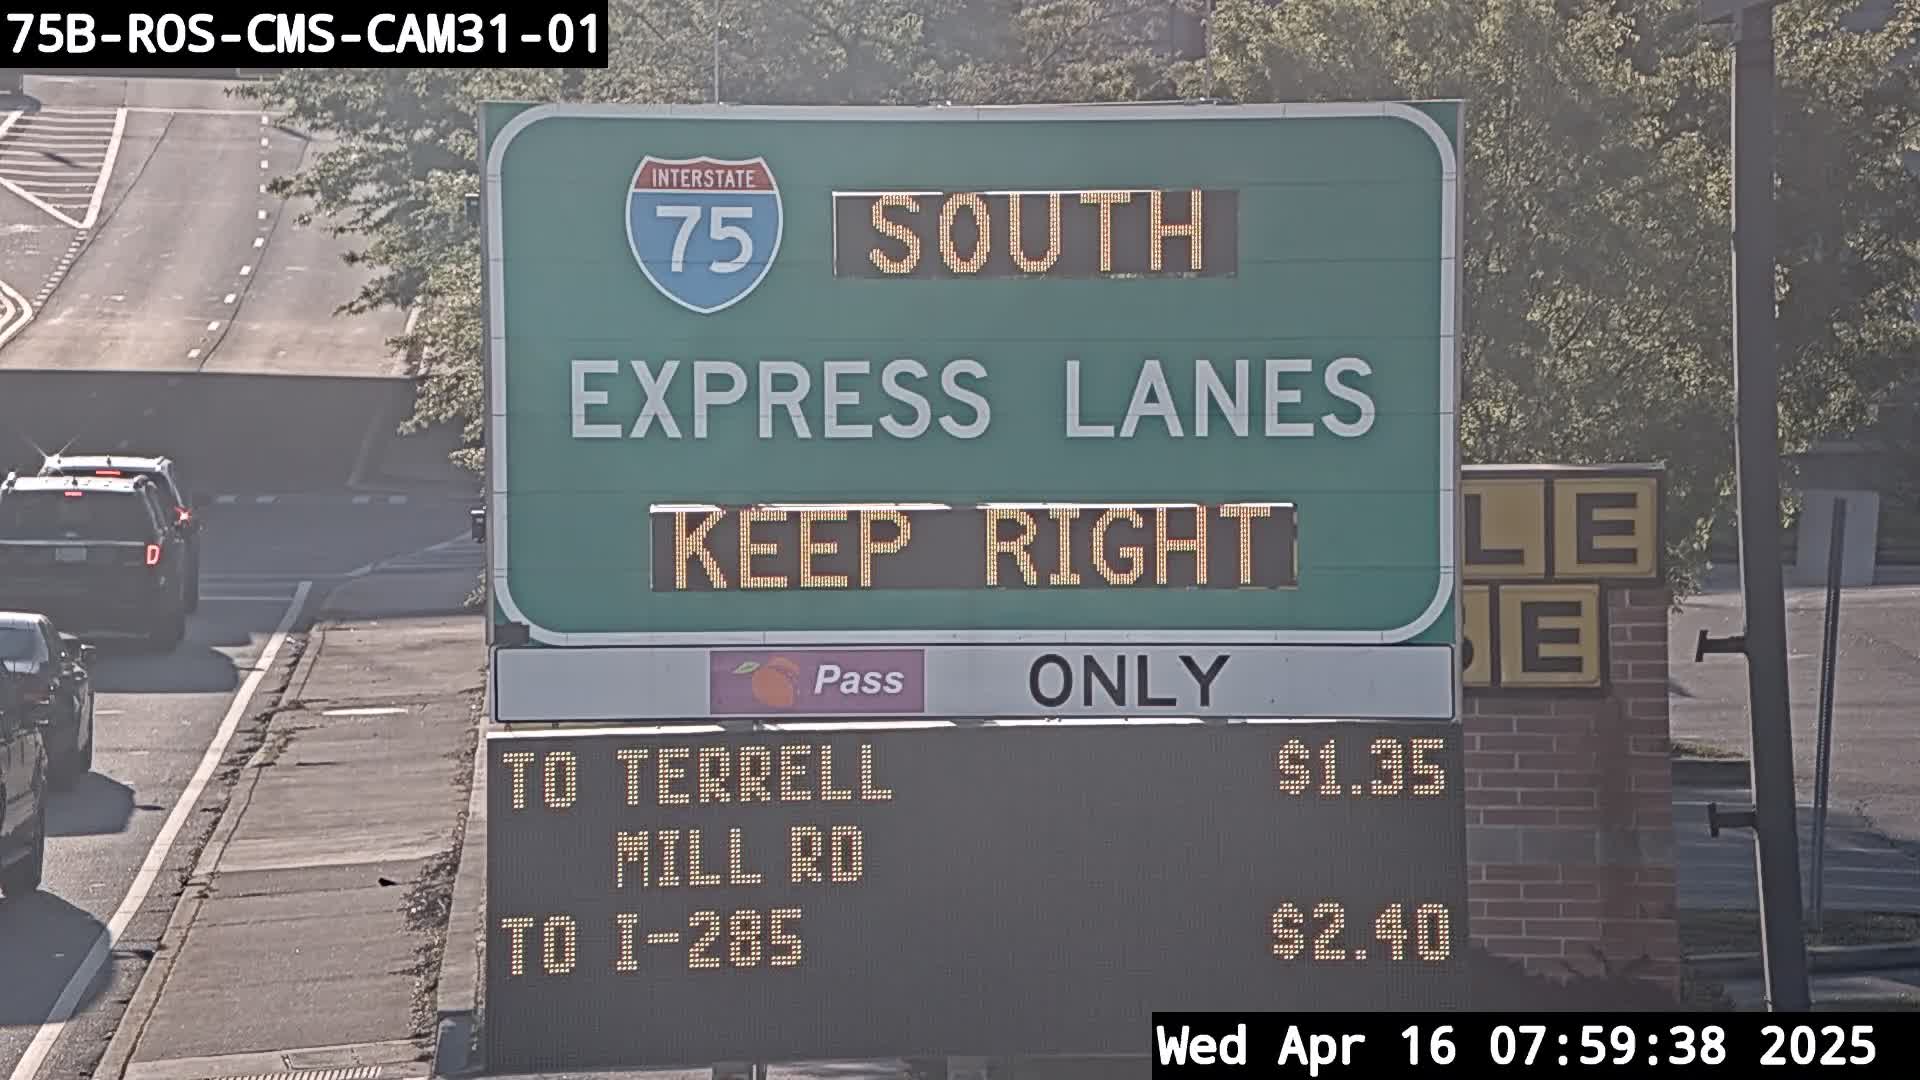 75B-ROS-CMS-CAM31-01
INTERSTATE
75
SOUTH
EXPRESS LANES
KEEP RIGHT
Pass ONLY
TO TERRELL $1.35
MILL RD
TO I-285 $2.40
LE
E
Wed Apr 16 07:59:38 2025